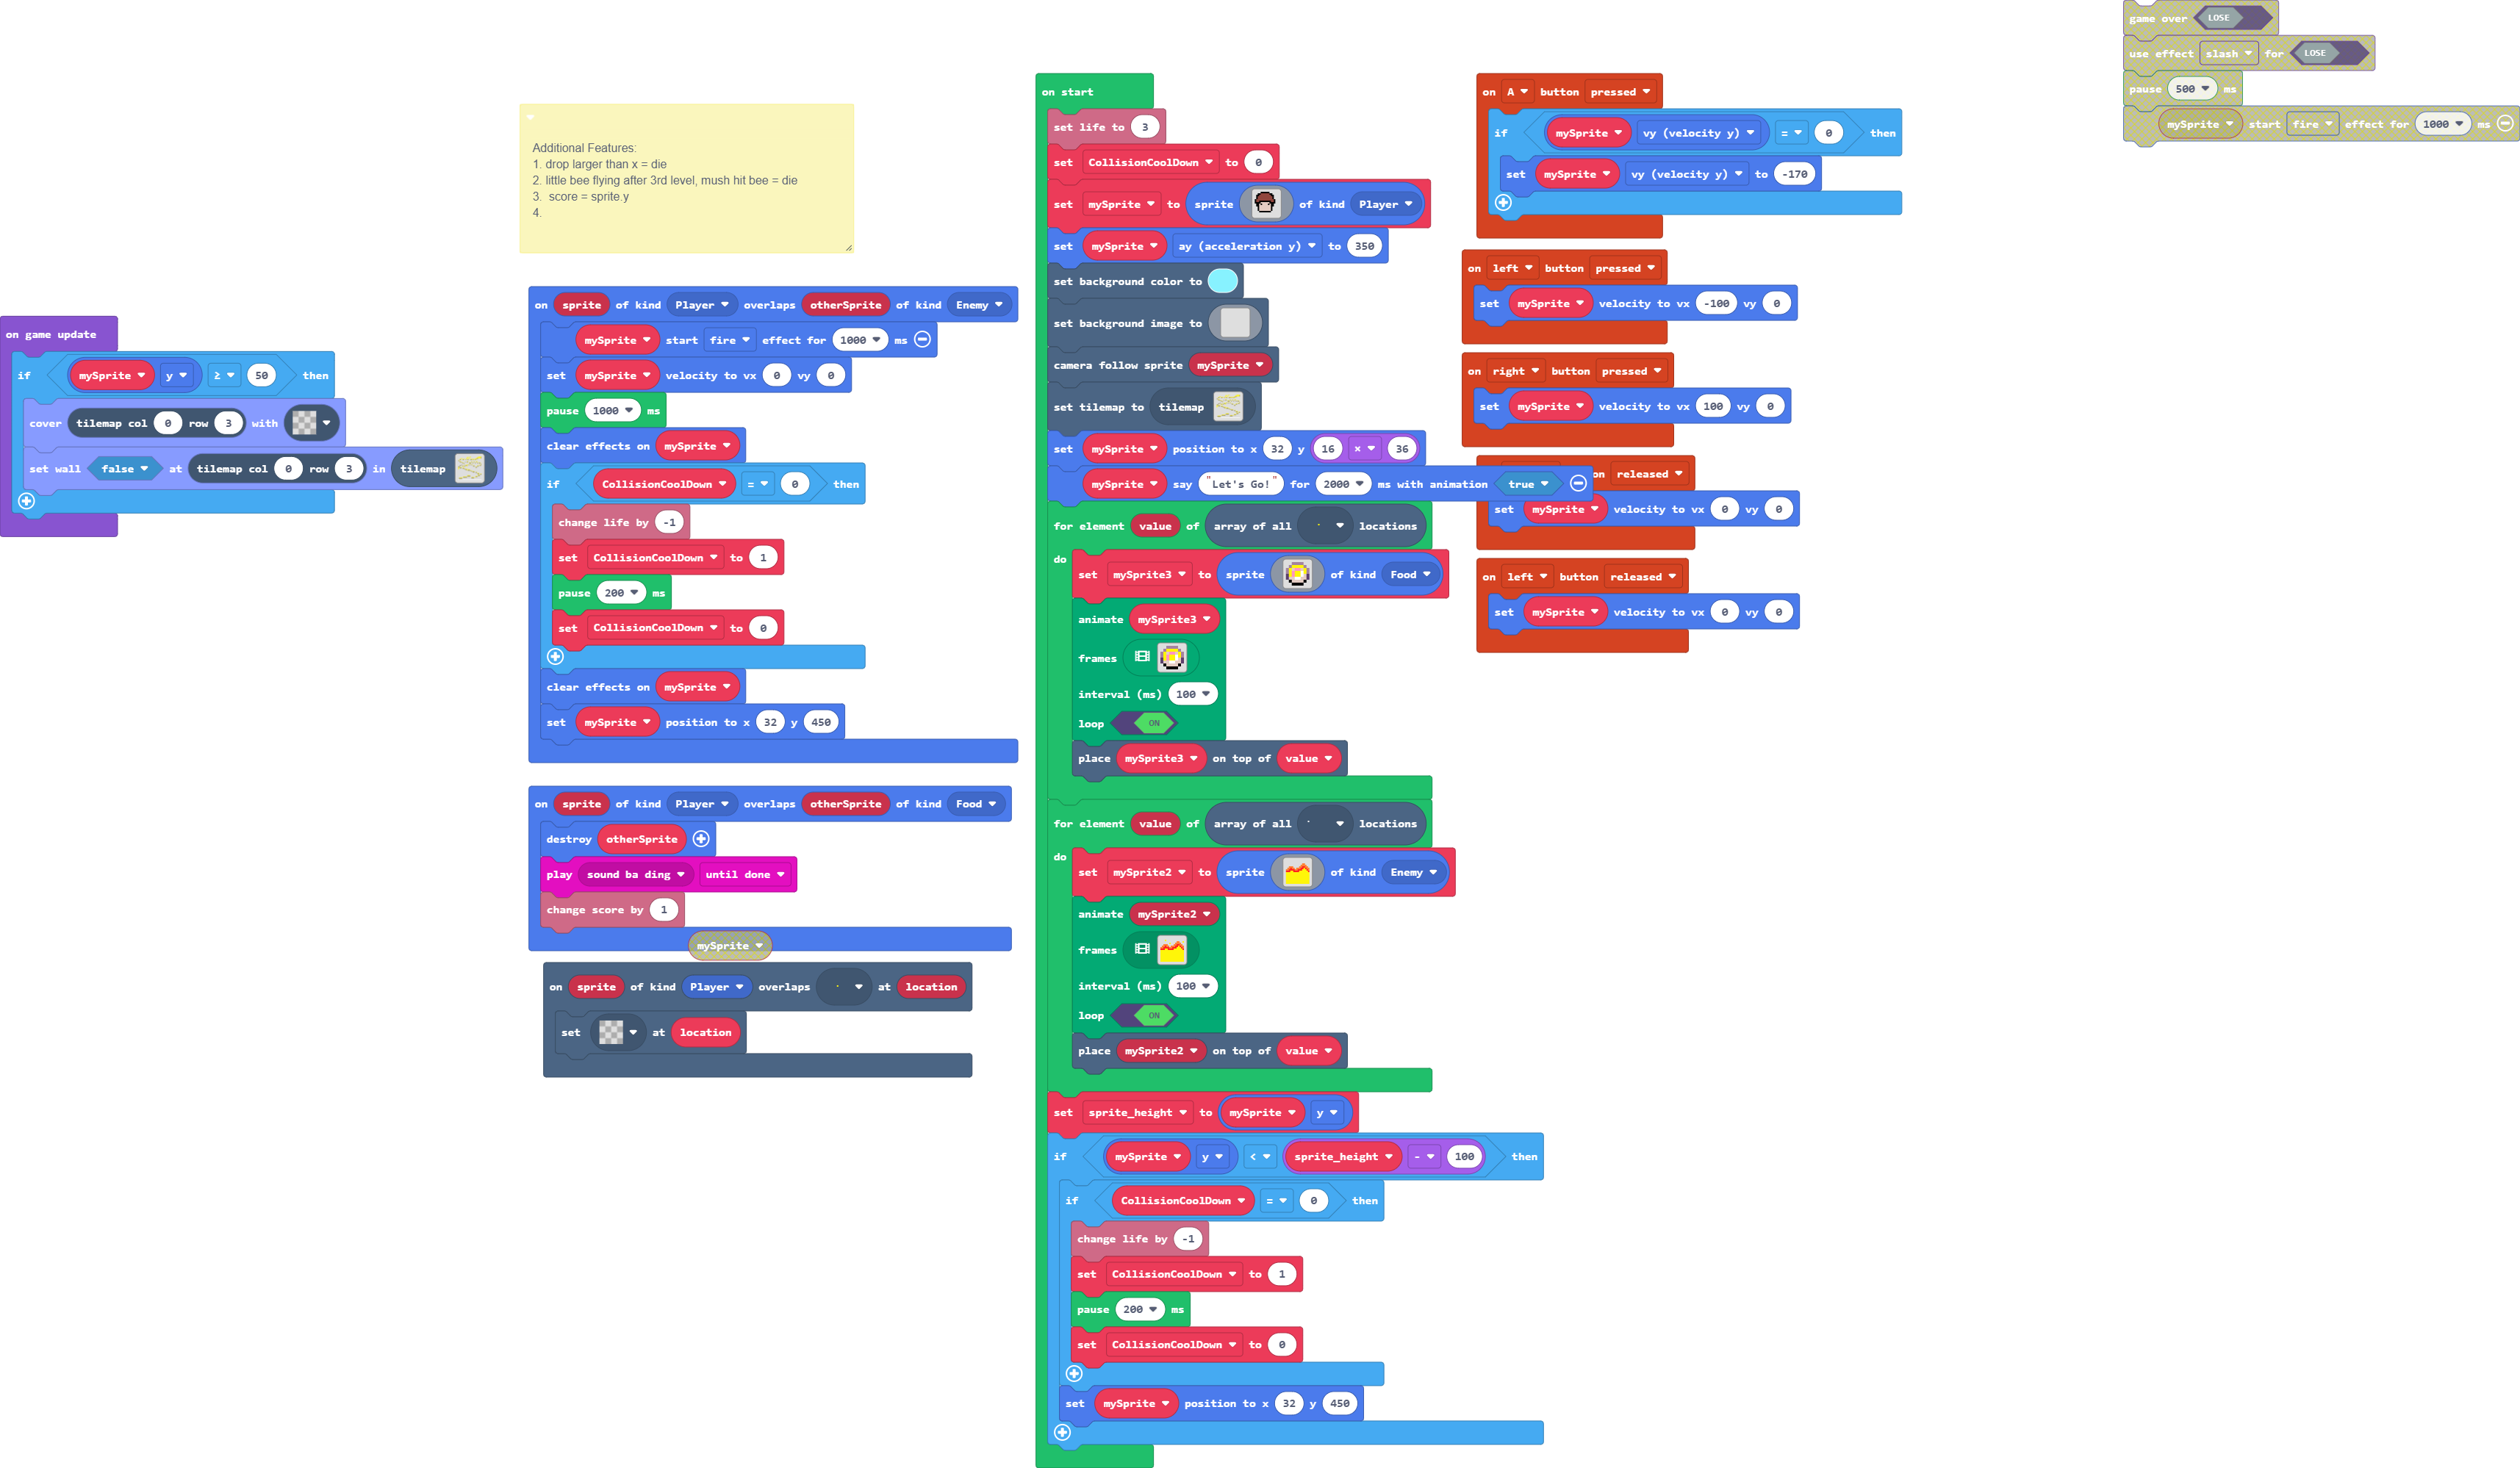 game over LOSE
use effect slash for LOSE
pause 500 ms
mySprite start fire effect for 1000 ms
Additional Features:
1. drop larger than x = die
2. little bee flying after 3rd level, mush hit bee = die
3. score = sprite.y
4.
on game update
if mySprite y ≥ 50 then
cover tilemap col 0 row 3 with
set wall false at tilemap col 0 row 3 in tilemap
on sprite of kind Player overlaps otherSprite of kind Enemy
mySprite start fire effect for 1000 ms
set mySprite velocity to vx 0 vy 0
pause 1000 ms
clear effects on mySprite
if CollisionCoolDown = 0 then
change life by -1
set CollisionCoolDown to 1
pause 200 ms
set CollisionCoolDown to 0
clear effects on mySprite
set mySprite position to x 32 y 450
on sprite of kind Player overlaps otherSprite of kind Food
destroy otherSprite
play sound ba ding until done
change score by 1
mySprite
on sprite of kind Player overlaps at location
set at location
on start
set life to 3
set CollisionCoolDown to 0
set mySprite to sprite of kind Player
set mySprite ay (acceleration y) to 350
set background color to
set background image to
camera follow sprite mySprite
set tilemap to tilemap
set mySprite position to x 32 y 16 × 36
mySprite say "Let's Go!" for 2000 ms with animation true
for element value of array of all locations
do set mySprite3 to sprite of kind Food
animate mySprite3
frames
interval (ms) 100
loop ON
place mySprite3 on top of value
for element value of array of all locations
do set mySprite2 to sprite of kind Enemy
animate mySprite2
frames
interval (ms) 100
loop ON
place mySprite2 on top of value
set sprite_height to mySprite y
if mySprite y < sprite_height - 100 then
if CollisionCoolDown = 0 then
change life by -1
set CollisionCoolDown to 1
pause 200 ms
set CollisionCoolDown to 0
set mySprite position to x 32 y 450
on A button pressed
if mySprite vy (velocity y) = 0 then
set mySprite vy (velocity y) to -170
on left button pressed
set mySprite velocity to vx -100 vy 0
on right button pressed
set mySprite velocity to vx 100 vy 0
on released
set mySprite velocity to vx 0 vy 0
on left button released
set mySprite velocity to vx 0 vy 0